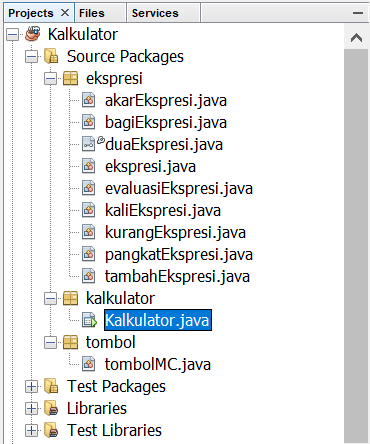 Projects Files Services
Kalkulator
Source Packages
ekspresi
akarEkspresi.java
bagiEkspresi.java
duaEkspresi.java
ekspresi.java
evaluasiEkspresi.java
kaliEkspresi.java
kurangEkspresi.java
pangkatEkspresi.java
tambahEkspresi.java
kalkulator
Kalkulator.java
tombol
tombolMC.java
Test Packages
Libraries
Test Libraries